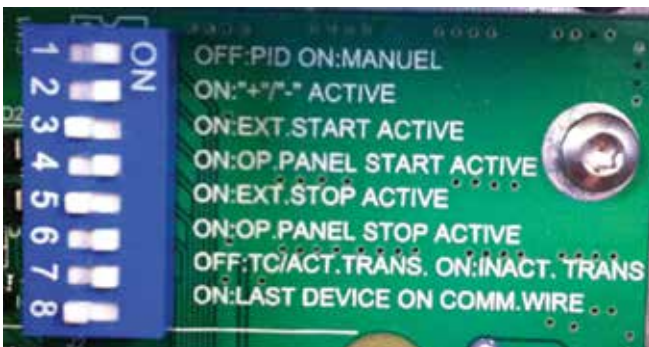 1 ON OFF:PID ON:MANUEL
2 ON:"+"/"-" ACTIVE
3 ON:EXT.START ACTIVE
4 ON:OP.PANEL START ACTIVE
5 ON:EXT.STOP ACTIVE
6 ON:OP.PANEL STOP ACTIVE
7 OFF:TC/ACT.TRANS. ON:INACT. TRANS
8 ON:LAST DEVICE ON COMM.WIRE